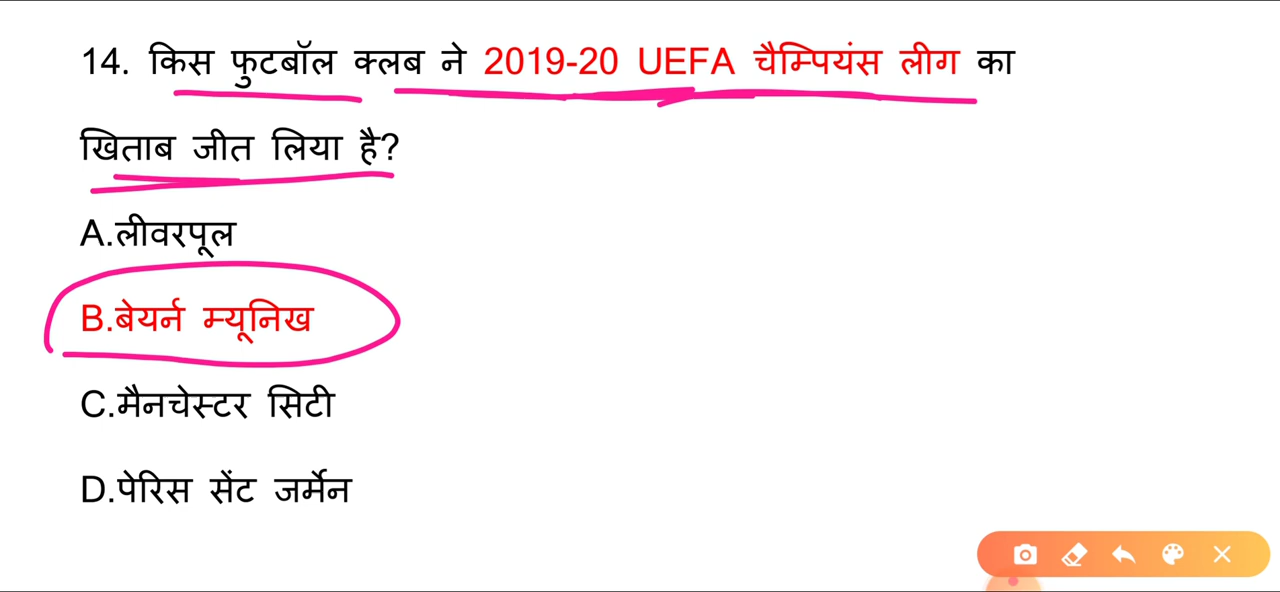 14. किस फुटबॉल क्लब ने 2019-20 UEFA चैम्पियंस लीग का
खिताब जीत लिया है?
A.लीवरपूल
B.बेयर्न म्यूनिख
C.मैनचेस्टर सिटी
D.पेरिस सेंट जर्मेन